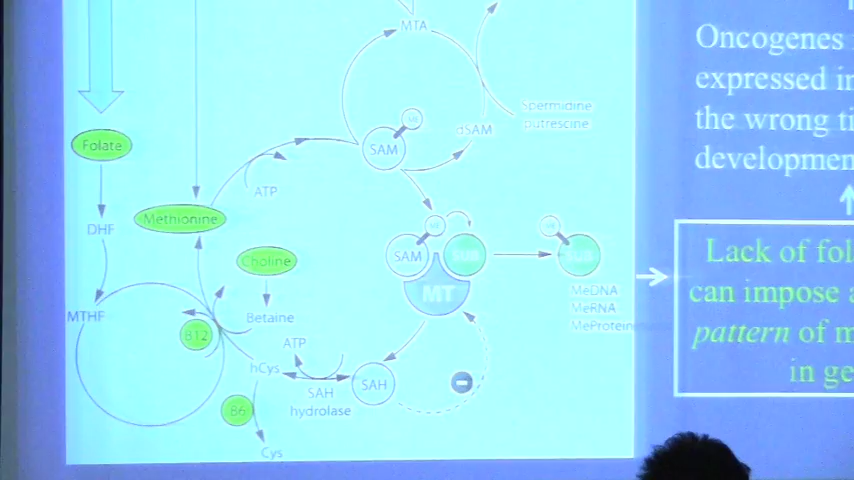 MTA
Spermidine
putrescine
dSAM
SAM
Folate
ATP
Methionine
DHF
Choline
SAM
SUB
SUB
MT
MeDNA
MeRNA
MeProtein
MTHF
Betaine
B12
ATP
hCys
SAH
SAH
hydrolase
B6
Cys
Oncogenes
expressed in
the wrong ti
developmen
Lack of fol
can impose a
pattern of m
in ge